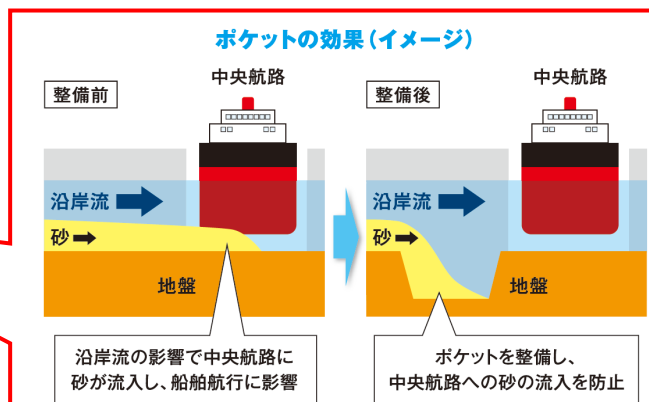 ポケットの効果（イメージ）
整備前
中央航路
沿岸流
砂
地盤
沿岸流の影響で中央航路に
砂が流入し、船舶航行に影響
整備後
中央航路
沿岸流
砂
地盤
ポケットを整備し、
中央航路への砂の流入を防止